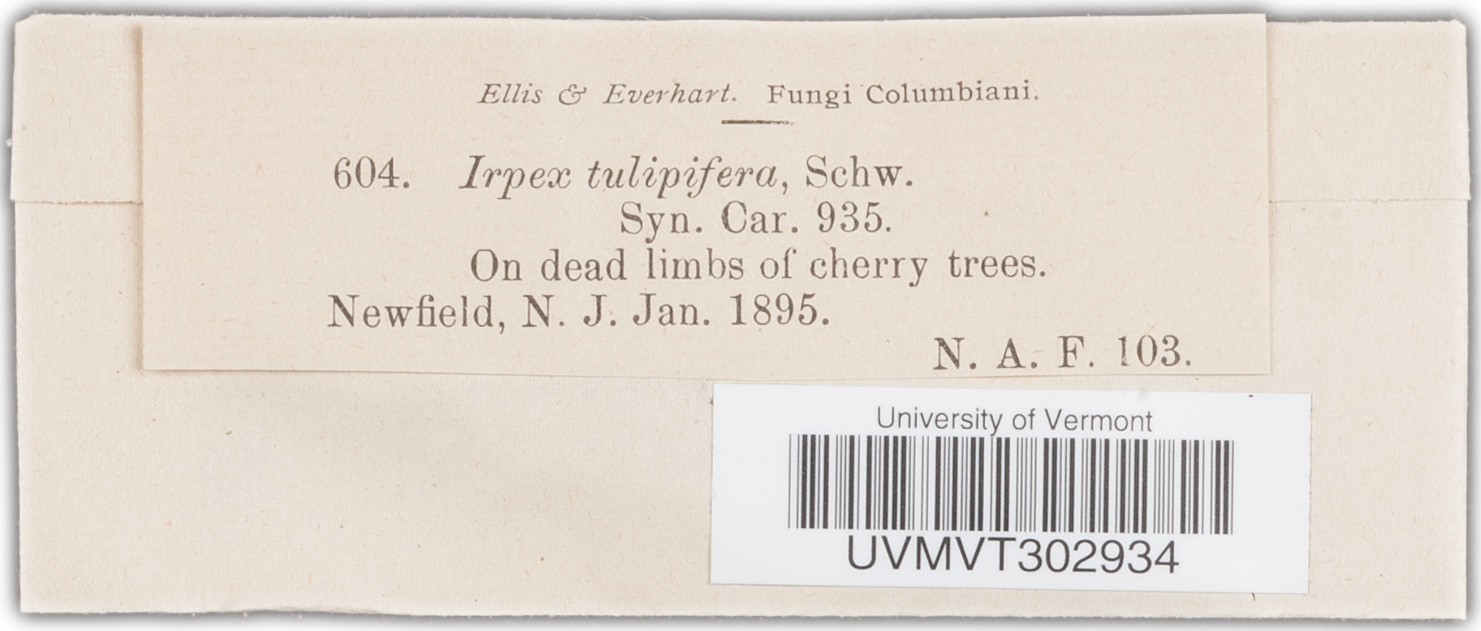 Ellis & Everhart. Fungi Columbiani.
604. Irpex tulipifera, Schw.
Syn. Car. 935.
On dead limbs of cherry trees.
Newfield, N. J. Jan. 1895.
N. A. F. 103.
University of Vermont
UVMVT302934